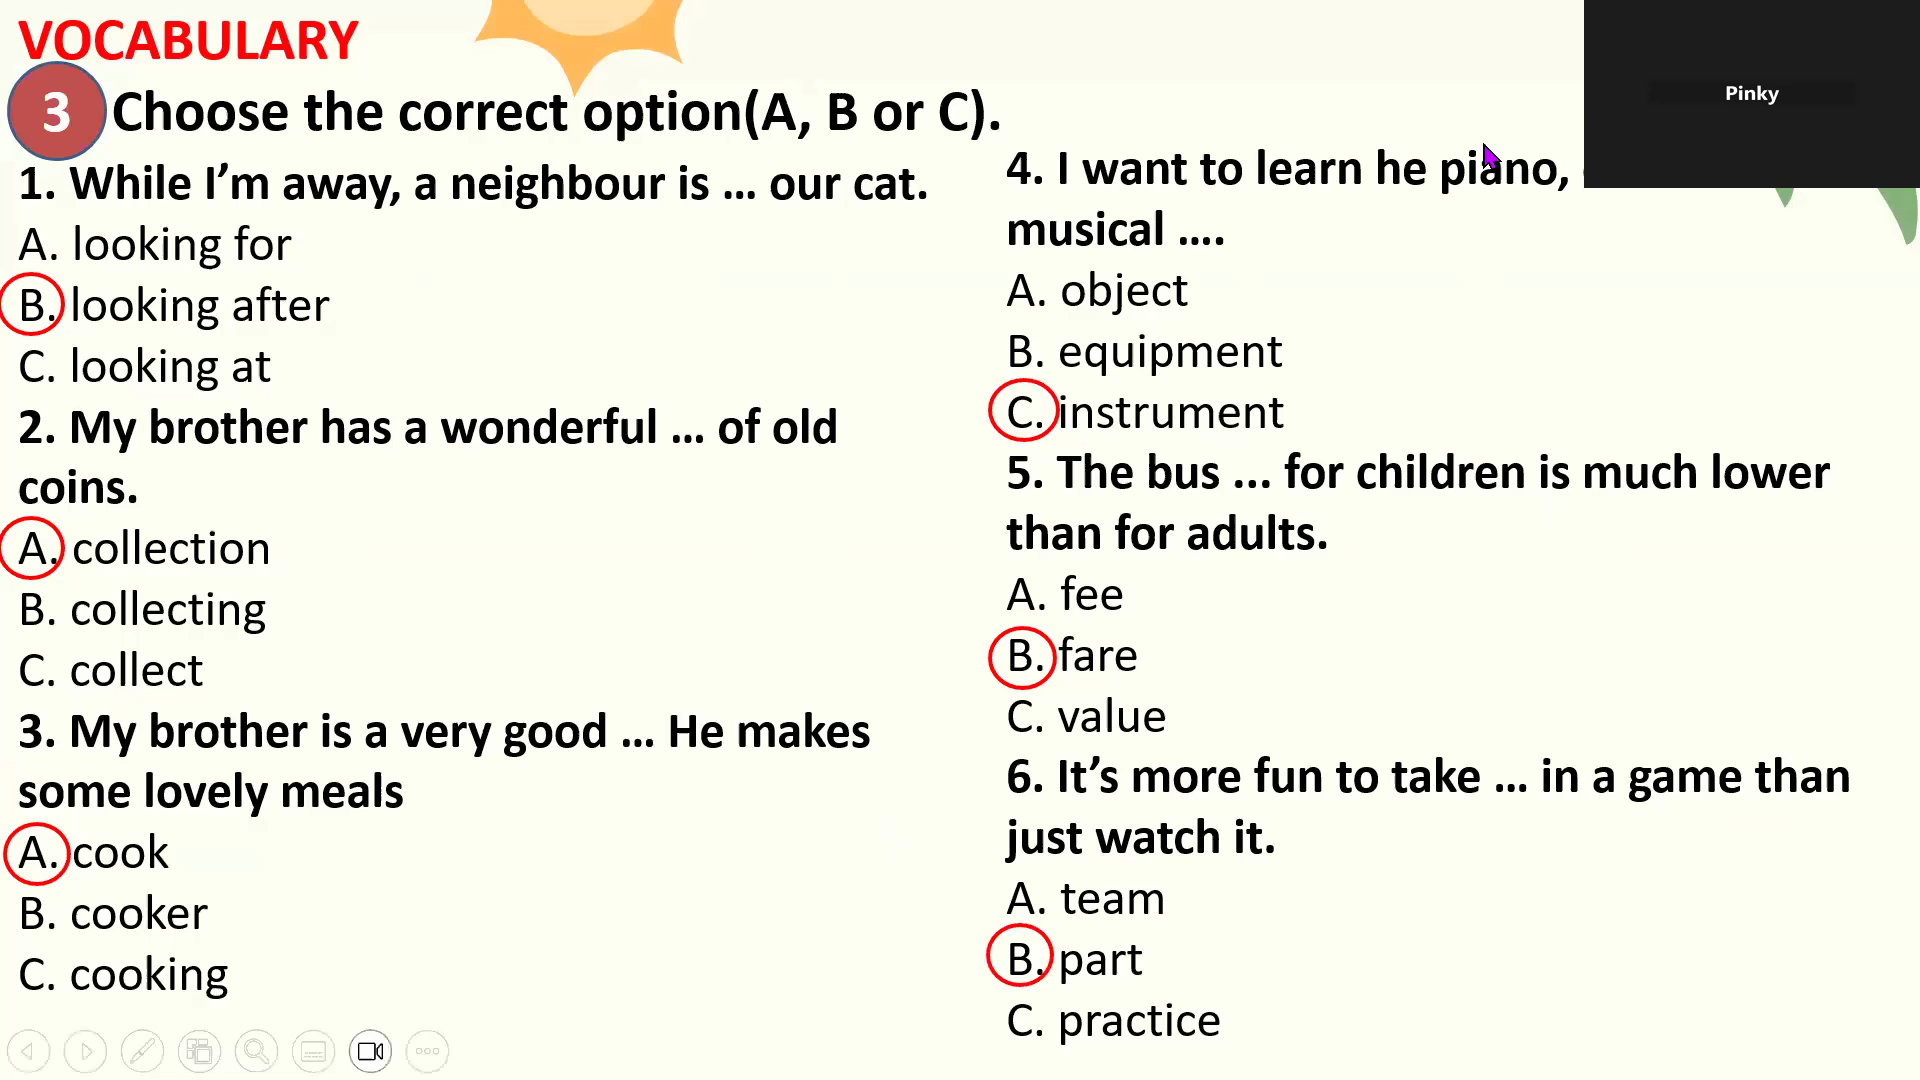 VOCABULARY
3 Choose the correct option(A, B or C).
1. While I’m away, a neighbour is ... our cat.
A. looking for
B. looking after
C. looking at
2. My brother has a wonderful ... of old
coins.
A. collection
B. collecting
C. collect
3. My brother is a very good ... He makes
some lovely meals
A. cook
B. cooker
C. cooking
4. I want to learn he piano,
musical ....
A. object
B. equipment
C. instrument
5. The bus ... for children is much lower
than for adults.
A. fee
B. fare
C. value
6. It’s more fun to take ... in a game than
just watch it.
A. team
B. part
C. practice
Pinky